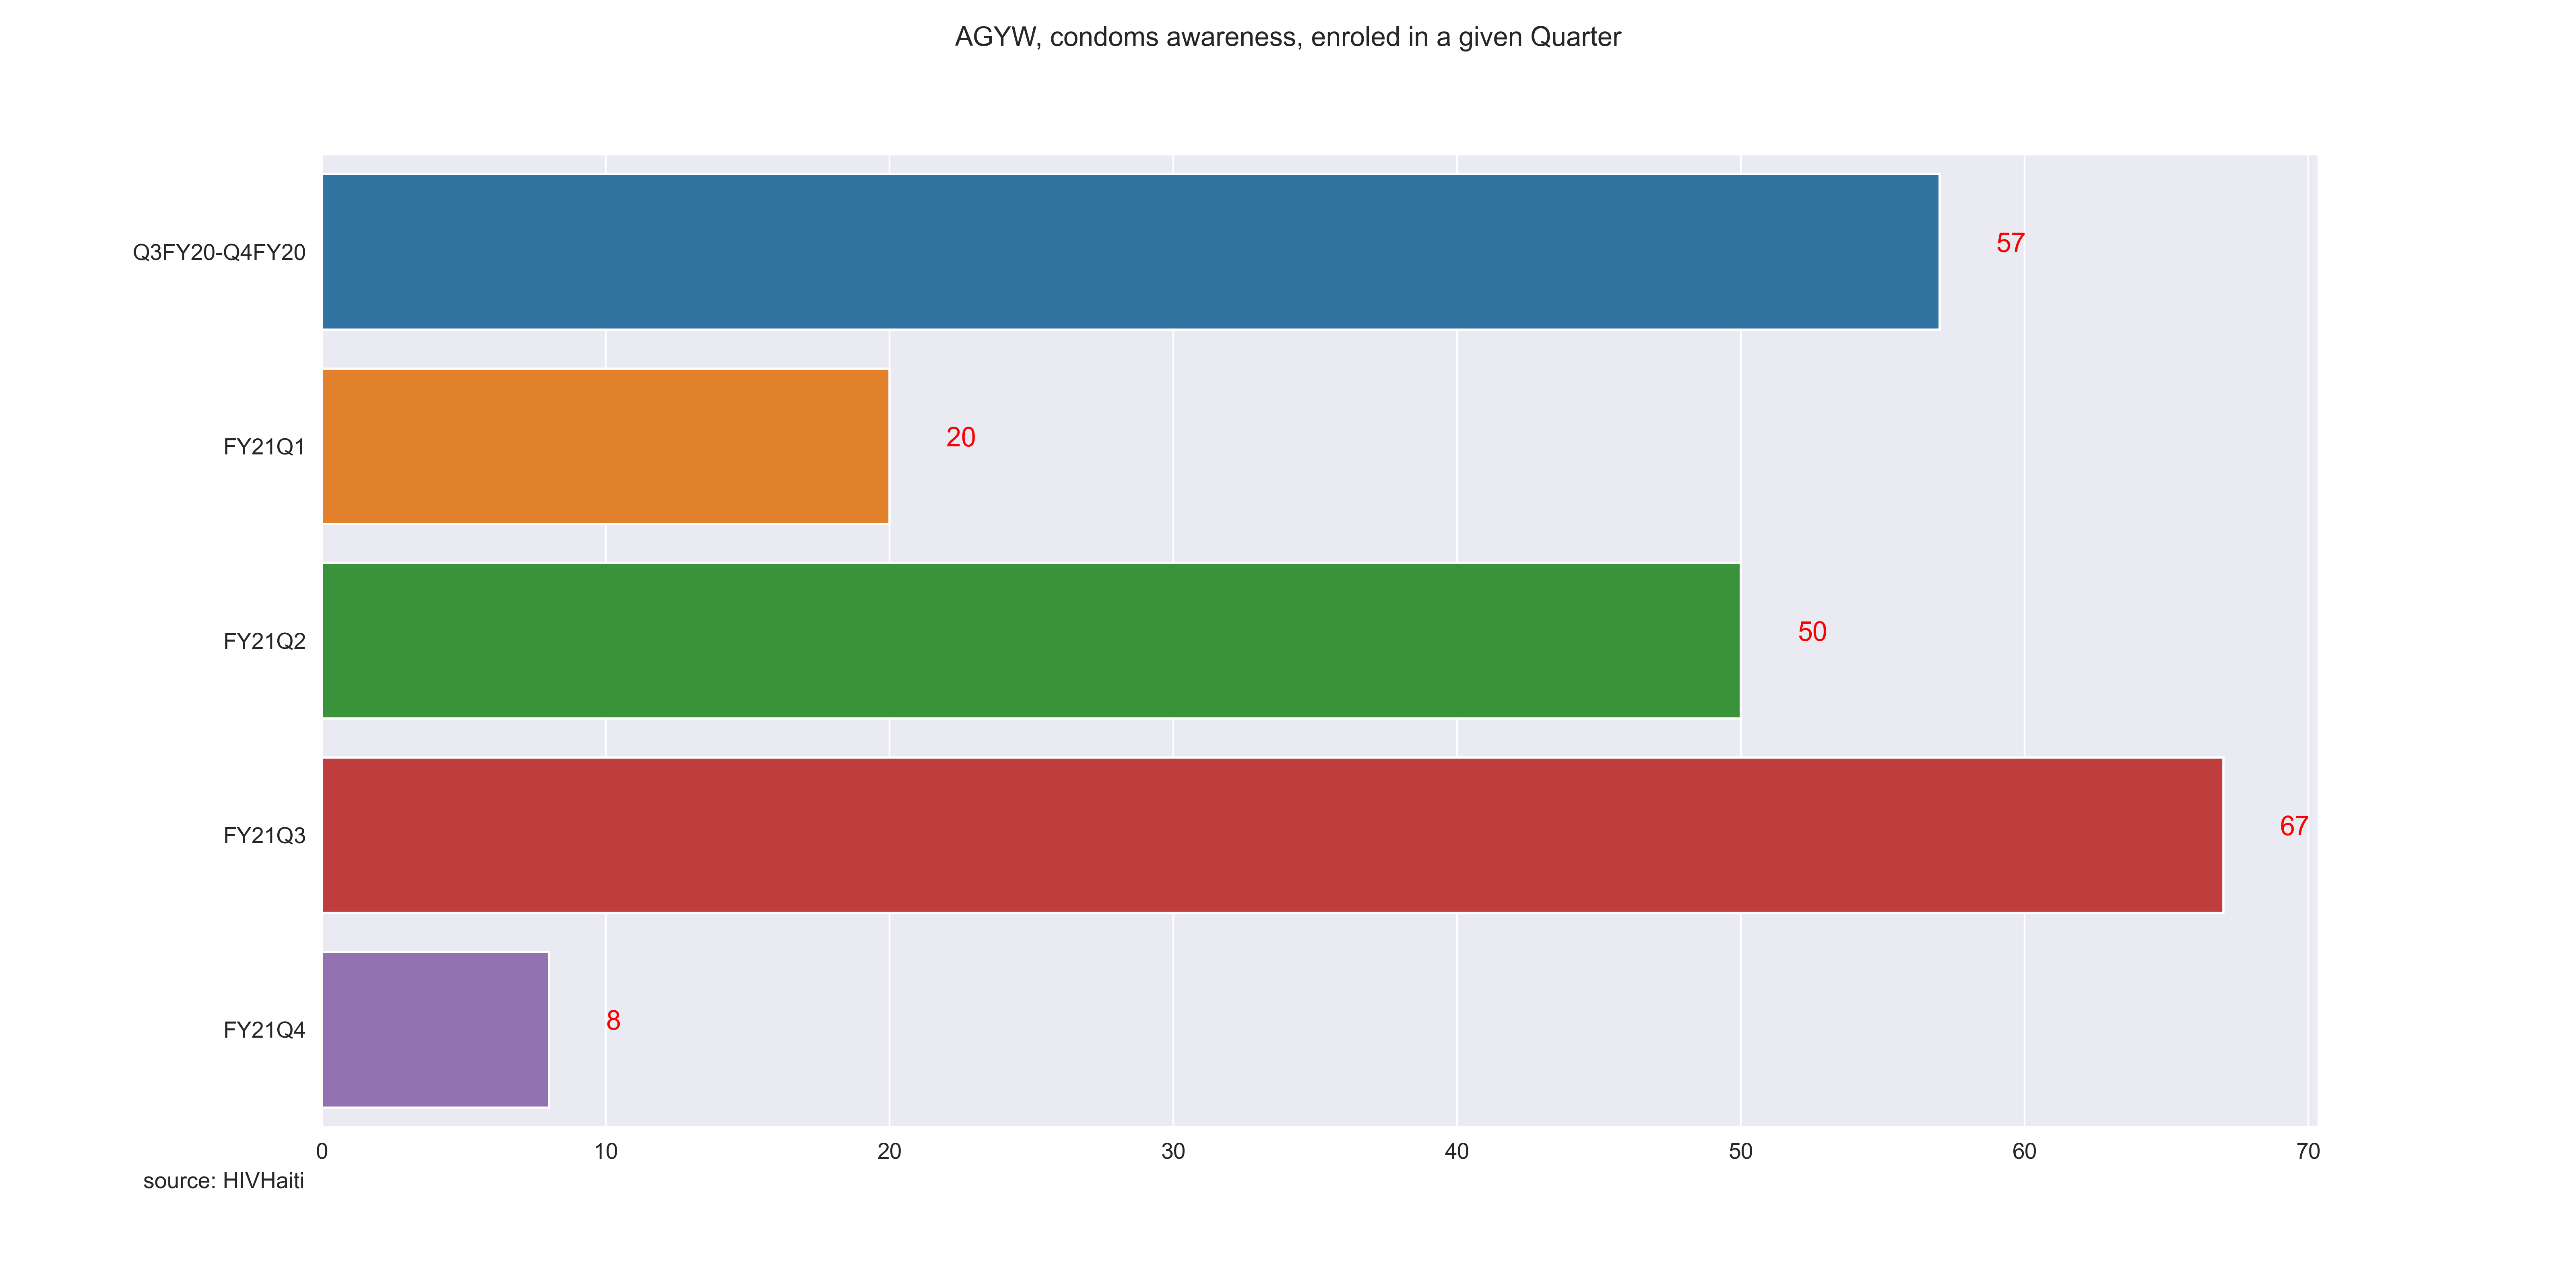 AGYW, condoms awareness, enroled in a given Quarter
Q3FY20-Q4FY20
57
FY21Q1
20
FY21Q2
50
FY21Q3
67
FY21Q4
8
0 10 20 30 40 50 60 70
source: HIVHaiti